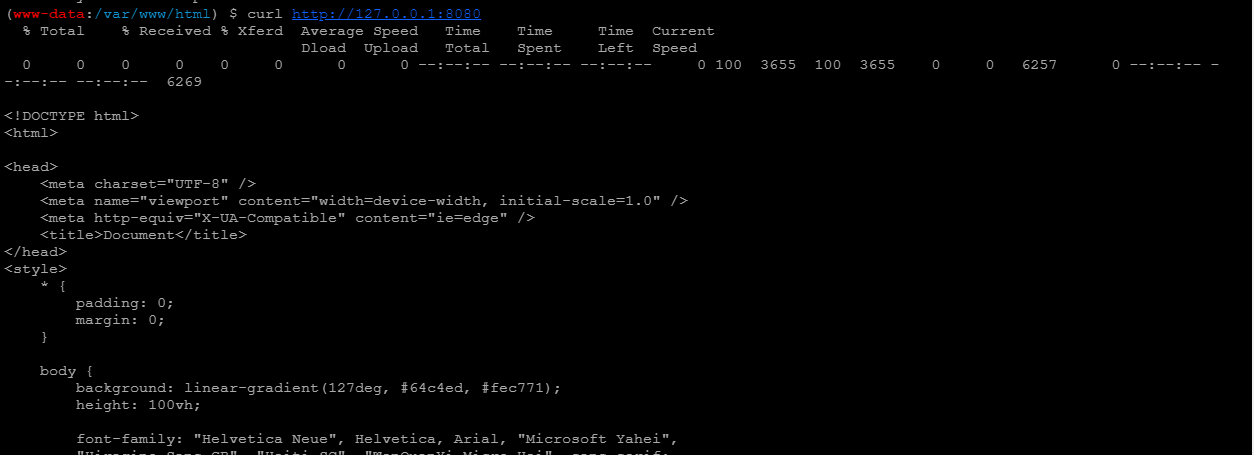 (www-data:/var/www/html) $ curl http://127.0.0.1:8080
  % Total    % Received % Xferd  Average Speed   Time    Time     Time  Current
                                 Dload  Upload   Total   Spent    Left  Speed
  0     0    0     0    0     0      0      0 --:--:-- --:--:-- --:--:--     0 100  3655  100  3655    0     0   6257      0 --:--:-- -
-:--:-- --:--:--  6269
<!DOCTYPE html>
<html>
<head>
    <meta charset="UTF-8" />
    <meta name="viewport" content="width=device-width, initial-scale=1.0" />
    <meta http-equiv="X-UA-Compatible" content="ie=edge" />
    <title>Document</title>
</head>
<style>
    * {
        padding: 0;
        margin: 0;
    }
    body {
        background: linear-gradient(127deg, #64c4ed, #fec771);
        height: 100vh;
        font-family: "Helvetica Neue", Helvetica, Arial, "Microsoft Yahei",